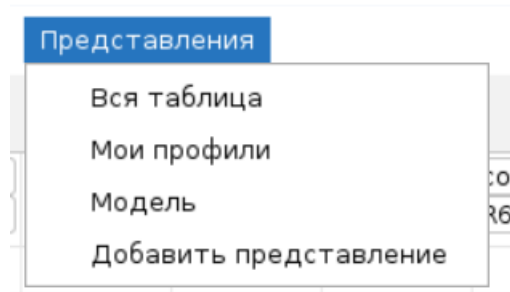 Представления
Вся таблица
Мои профили
Модель
Добавить представление